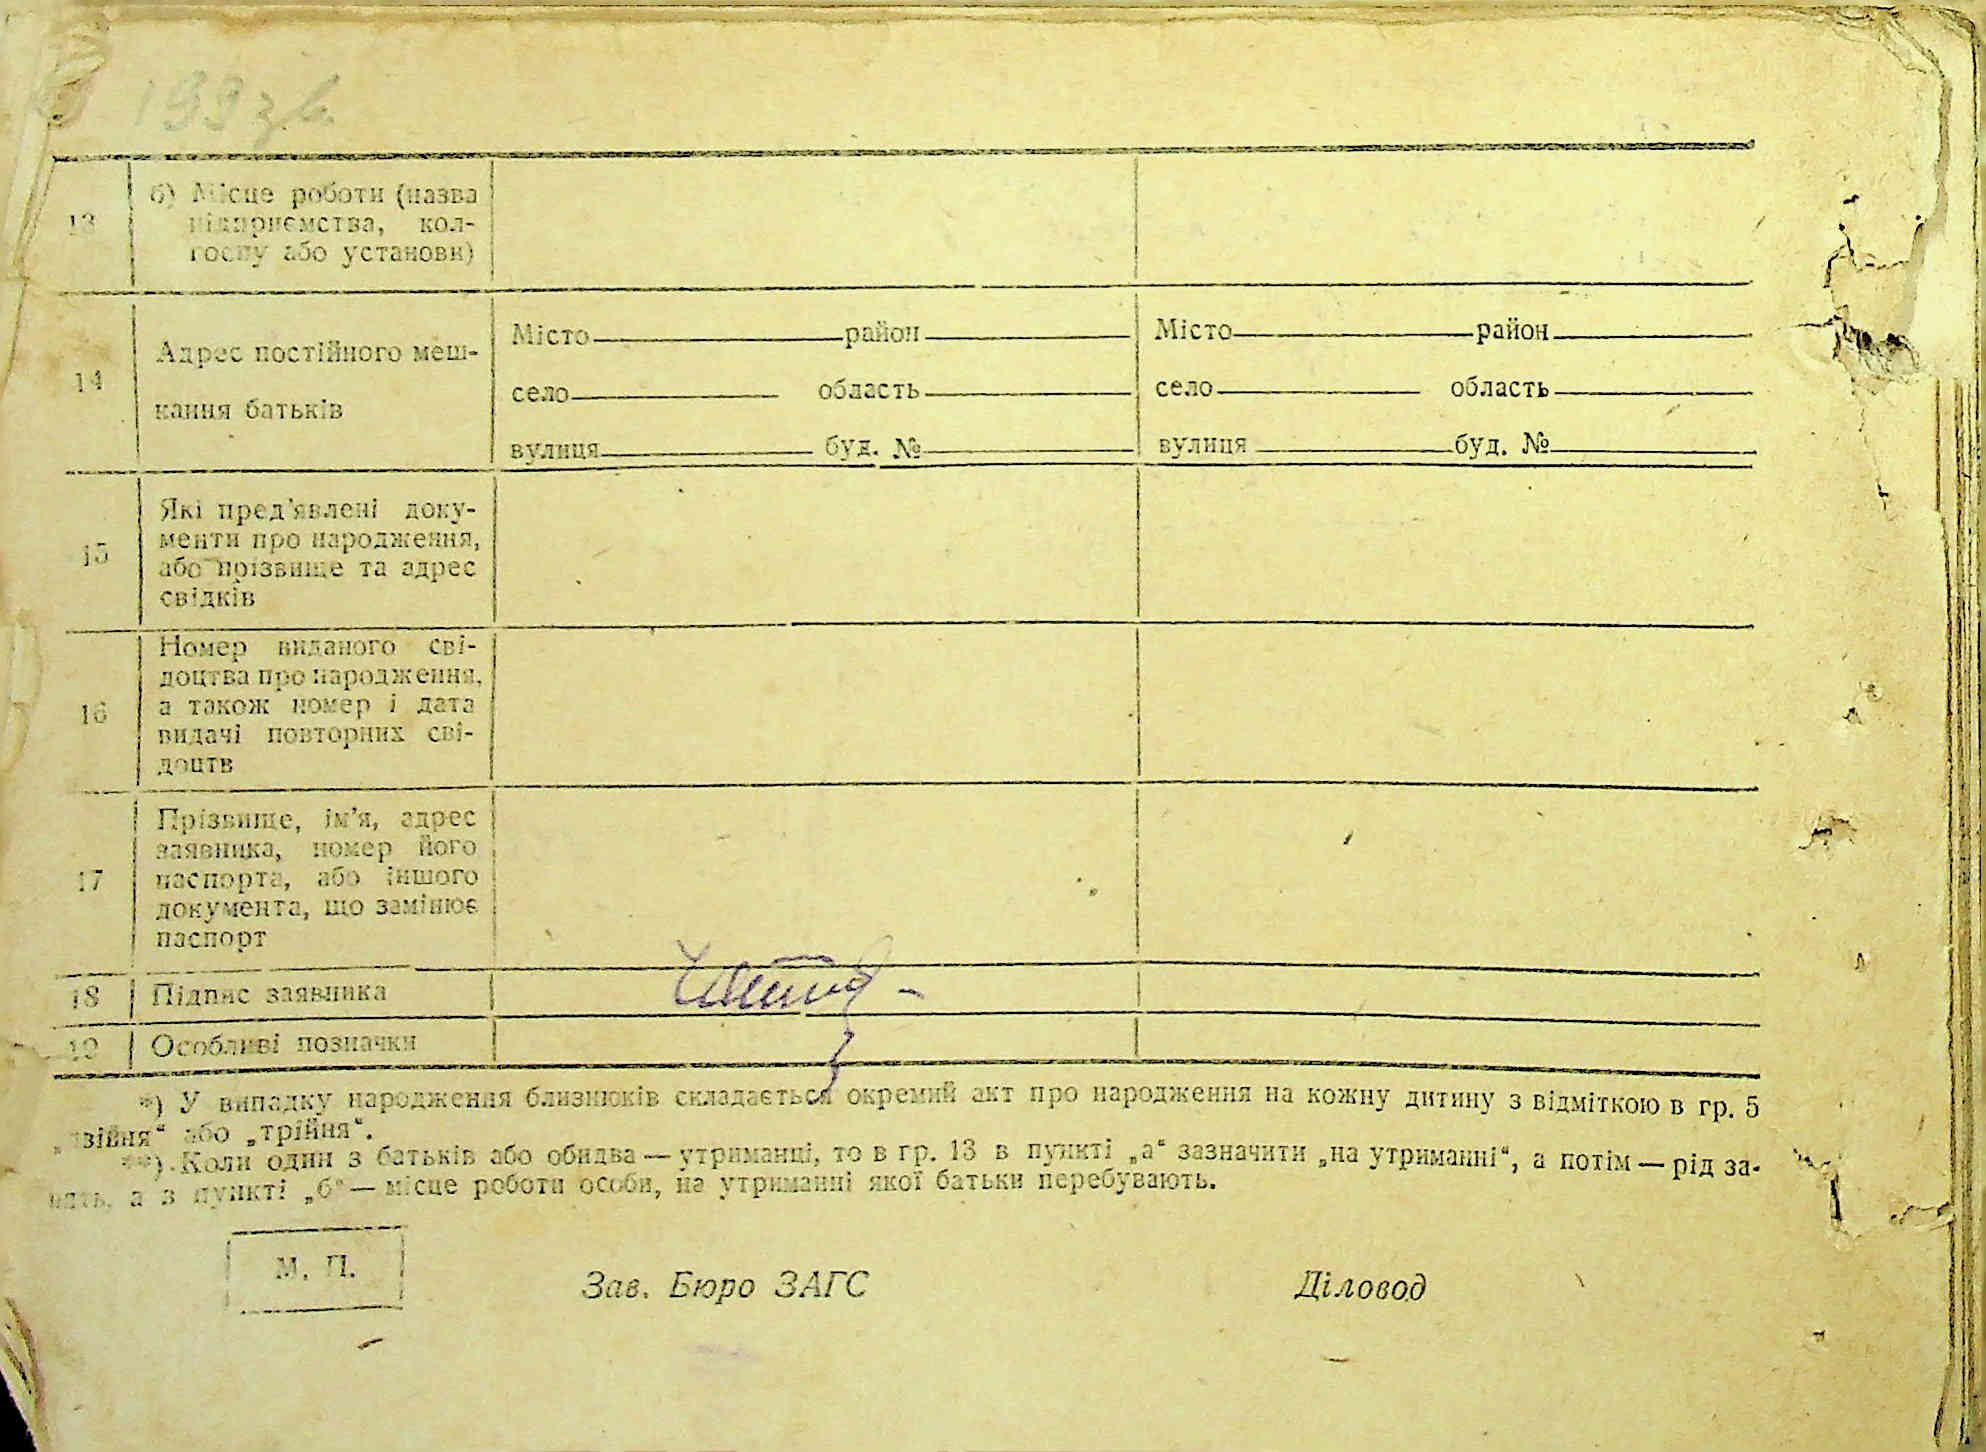 199 зв.
13
б) Місце роботи (назва
підприємства, кол-
госпу або установи)
14
Адрес постійного меш-
кання батьків
Місто район
село область
вулиця буд. №
Місто район
село область
вулиця буд. №
15
Які пред'явлені доку-
менти про народження,
або прізвище та адрес
свідків
16
Номер виданого сві-
доцтва про народження,
а також номер і дата
видачі повторних сві-
доцтв
17
Прізвище, ім'я, адрес
заявника, номер його
паспорта, або іншого
документа, що замінює
паспорт
18
Підпис заявника
19
Особливі позначки
*) У випадку народження близнюків складається окремий акт про народження на кожну дитину з відміткою в гр. 5
„двійня“ або „трійня“.
**) Коли один з батьків або обидва — утриманці, то в гр. 13 в пункті „а“ зазначити „на утриманні“, а потім — рід за-
нять, а з пункті „б“ — місце роботи особи, на утриманні якої батьки перебувають.
М. П.
Зав. Бюро ЗАГС
Діловод